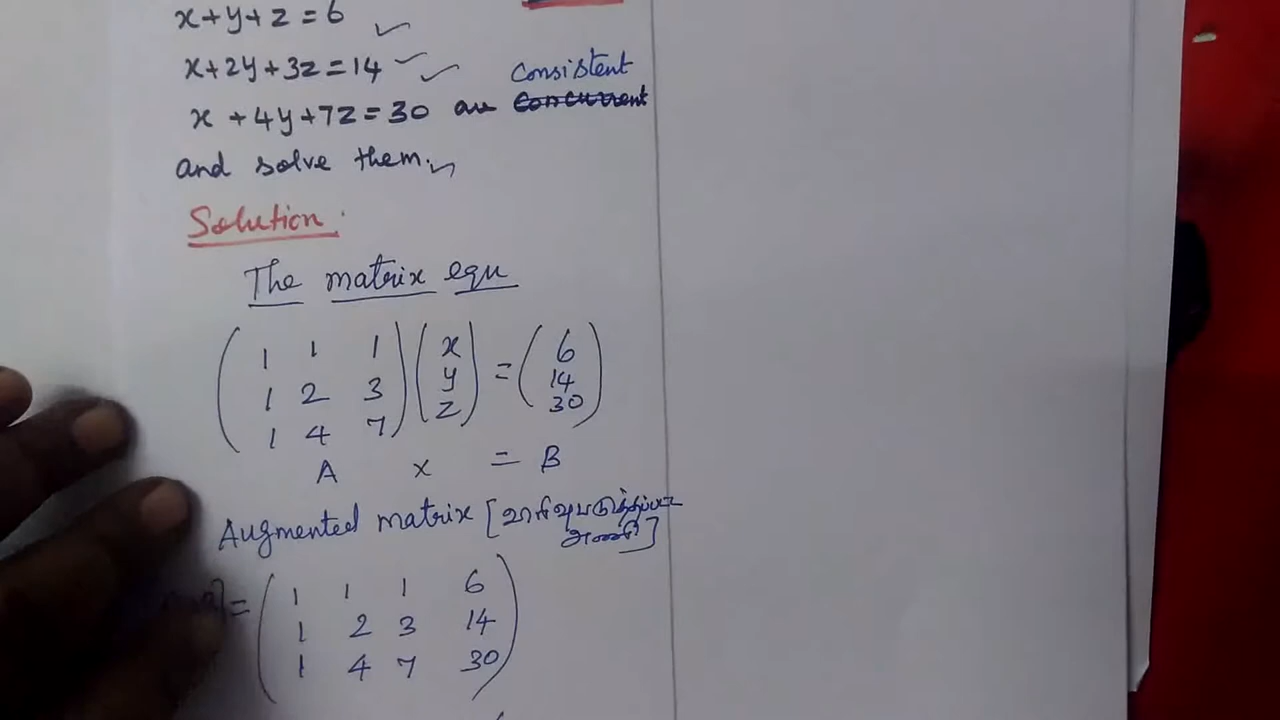 x+y+z=6
x+2y+3z=14 consistent
x+4y+7z=30 are concurrent
and solve them.
Solution:
The matrix equ
1 1 1 x 6
1 2 3 y = 14
1 4 7 z 30
A x = B
Augmented matrix [
அணி]
= 1 1 1 6
1 2 3 14
1 4 7 30